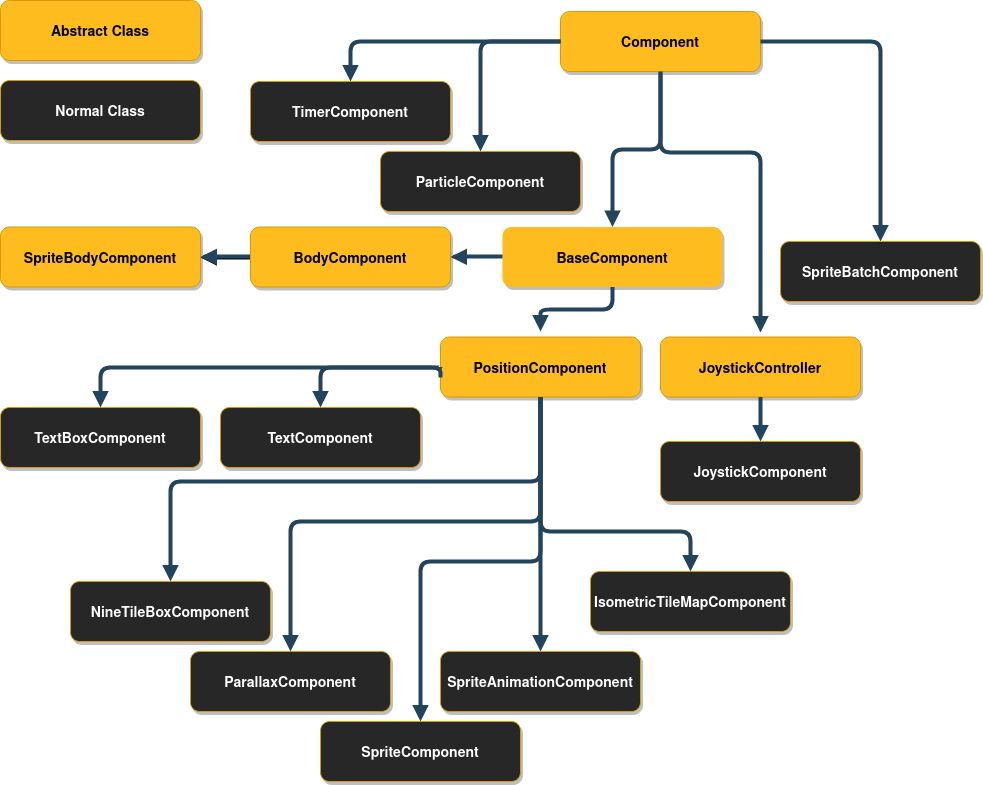 Abstract Class
Component
Normal Class
TimerComponent
ParticleComponent
SpriteBodyComponent
BodyComponent
BaseComponent
SpriteBatchComponent
PositionComponent
JoystickController
TextBoxComponent
TextComponent
JoystickComponent
NineTileBoxComponent
IsometricTileMapComponent
ParallaxComponent
SpriteAnimationComponent
SpriteComponent